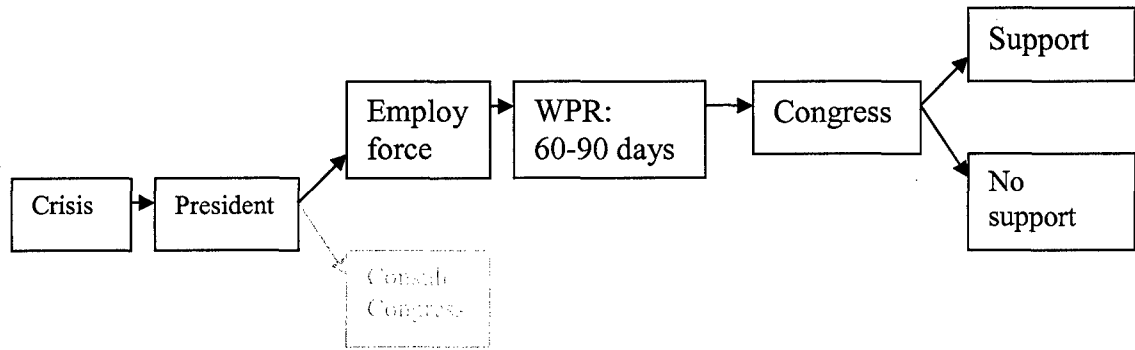 Crisis
President
Employ
force
Consult
Congress
WPR:
60-90 days
Congress
Support
No
support